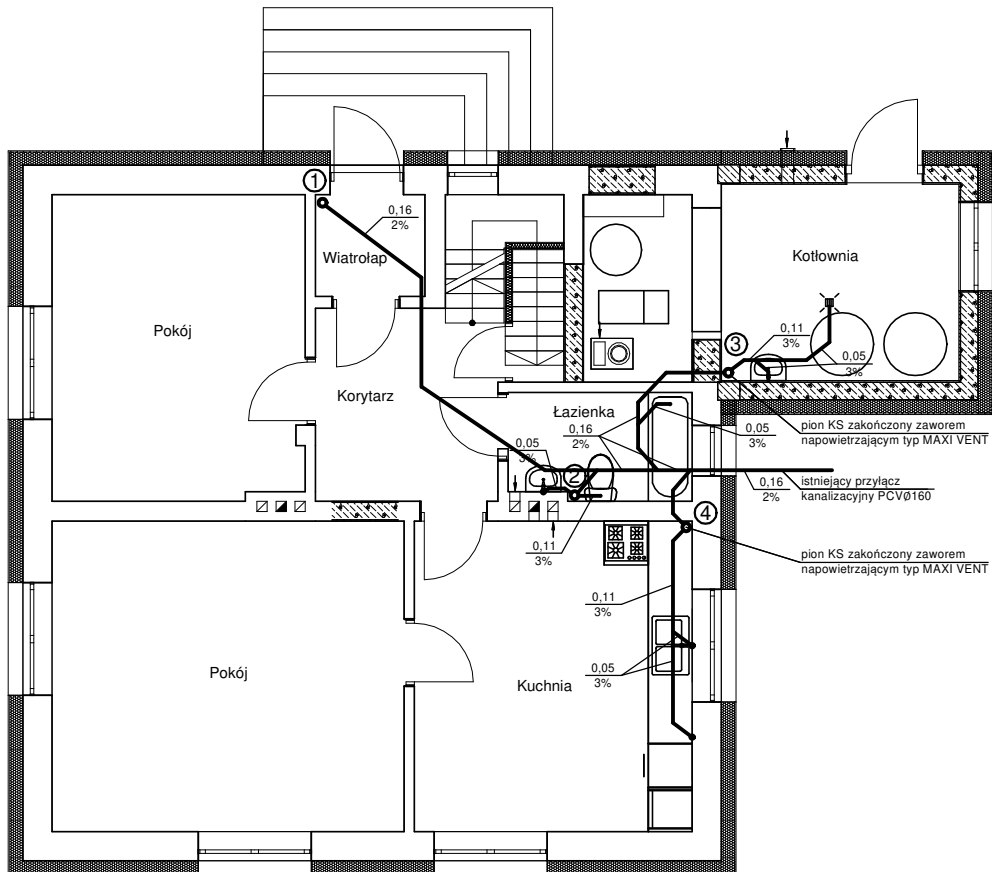 1
0,16
2%
Wiatrołap
Kotłownia
Pokój
3
0,11
3%
0,05
3%
Korytarz
Łazienka
0,16
2%
0,05
3%
pion KS zakończony zaworem
napowietrzającym typ MAXI VENT
0,05
3%
2
0,16
2%
istniejący przyłącz
kanalizacyjny PCVØ160
4
0,11
3%
pion KS zakończony zaworem
napowietrzającym typ MAXI VENT
0,11
3%
0,05
3%
Pokój
Kuchnia